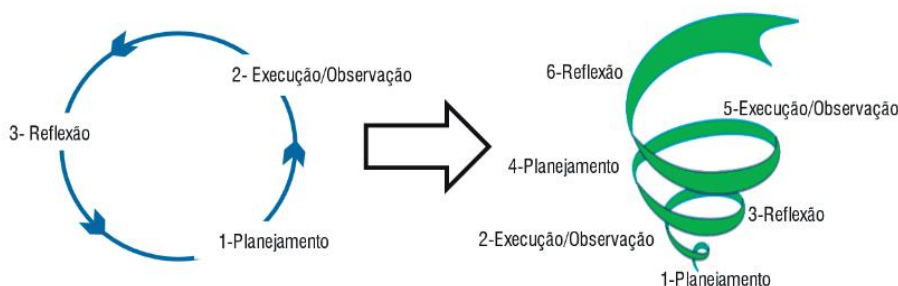 2- Execução/Observação
3- Reflexão
1-Planejamento
6-Reflexão
5-Execução/Observação
4-Planejamento
3-Reflexão
2-Execução/Observação
1-Planejamento